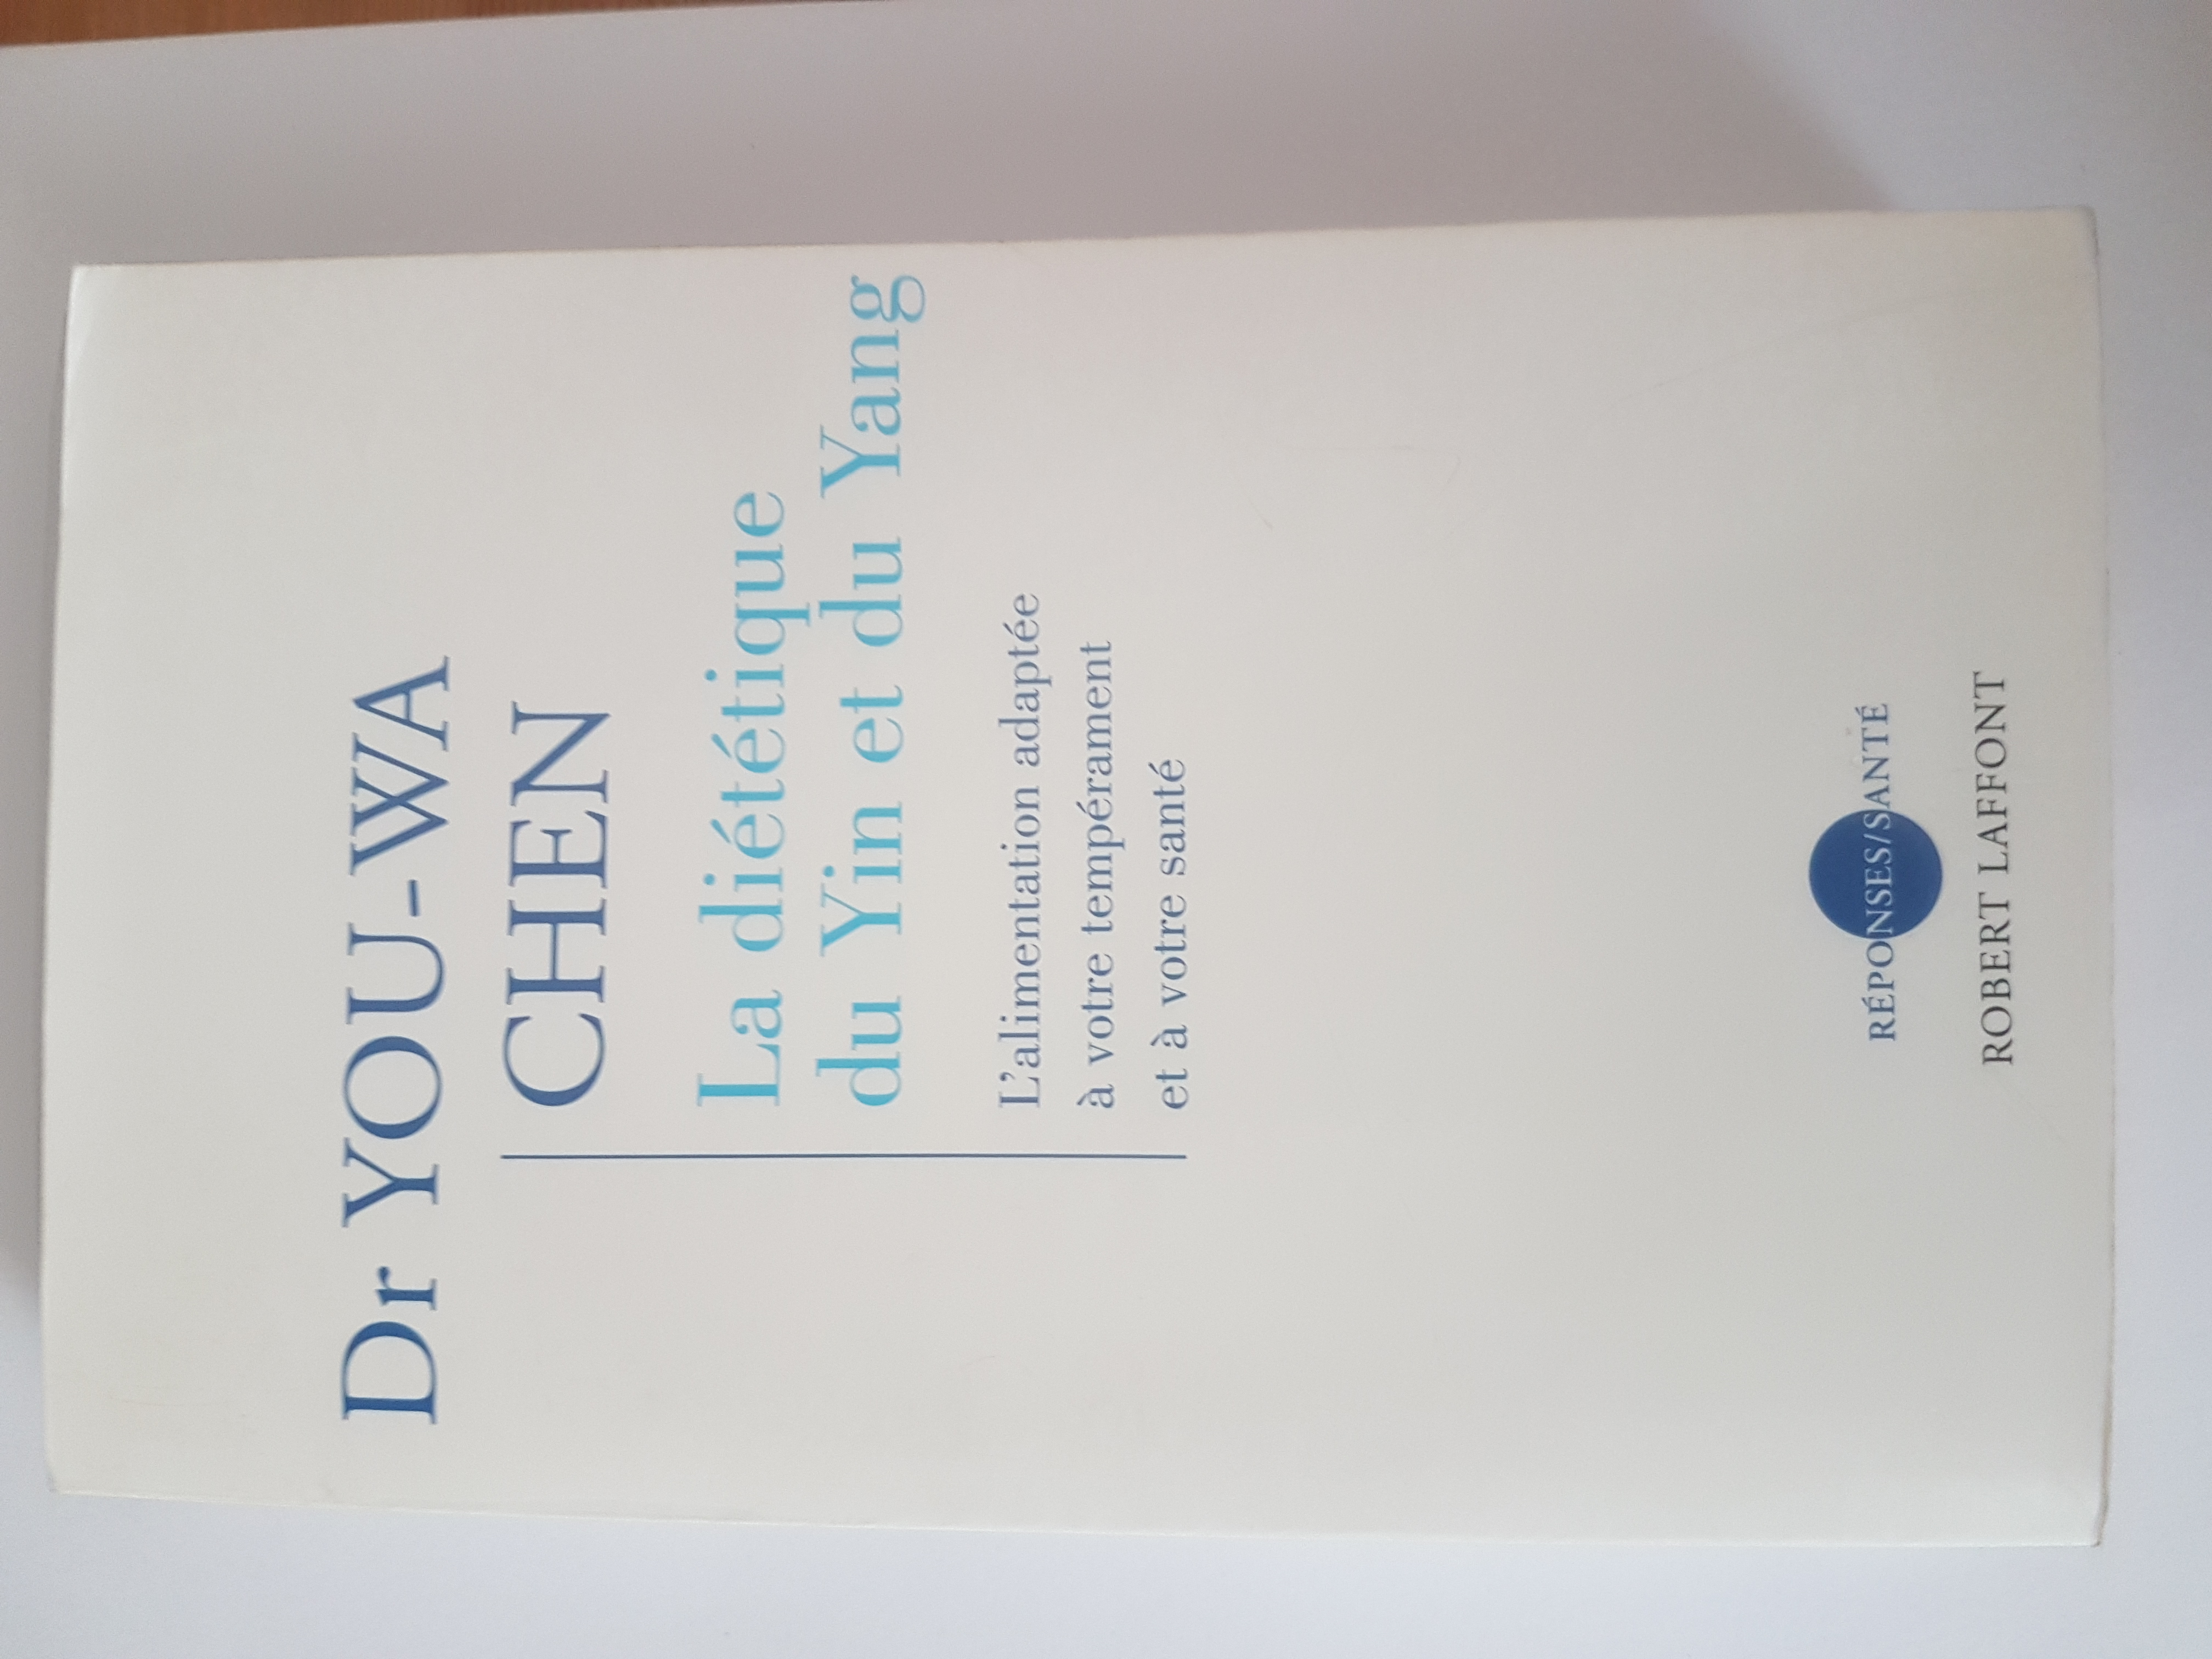 Dr YOU-WA
CHEN
La diététique
du Yin et du Yang
L'alimentation adaptée
à votre tempérament
et à votre santé
RÉPONSES/SANTÉ
ROBERT LAFFONT